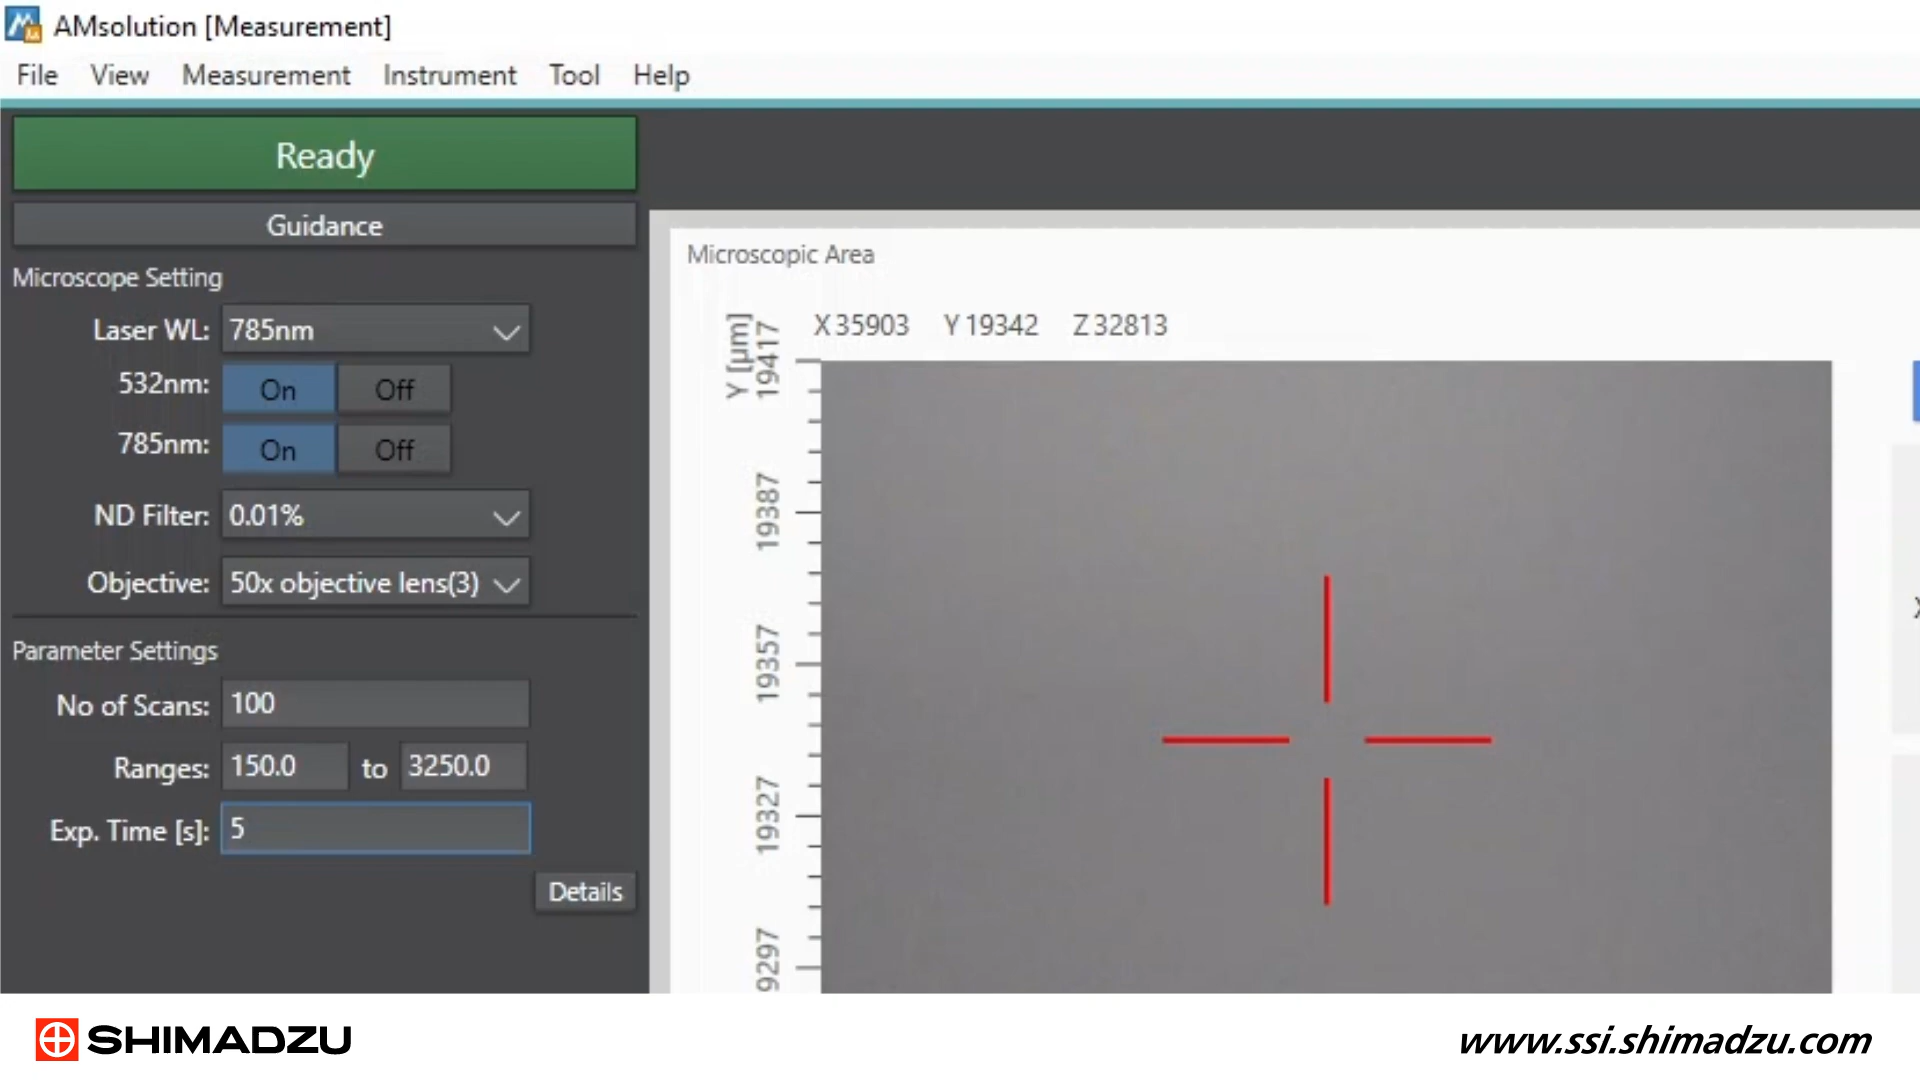 AMsolution [Measurement]
File View Measurement Instrument Tool Help
Ready
Guidance
Microscope Setting
Laser WL: 785nm
532nm: On Off
785nm: On Off
ND Filter: 0.01%
Objective: 50x objective lens(3)
Parameter Settings
No of Scans: 100
Ranges: 150.0 to 3250.0
Exp. Time [s]: 5
Details
Microscopic Area
X 35903 Y 19342 Z 32813
Y [µm]
19417
19387
19357
19327
9297
SHIMADZU
www.ssi.shimadzu.com